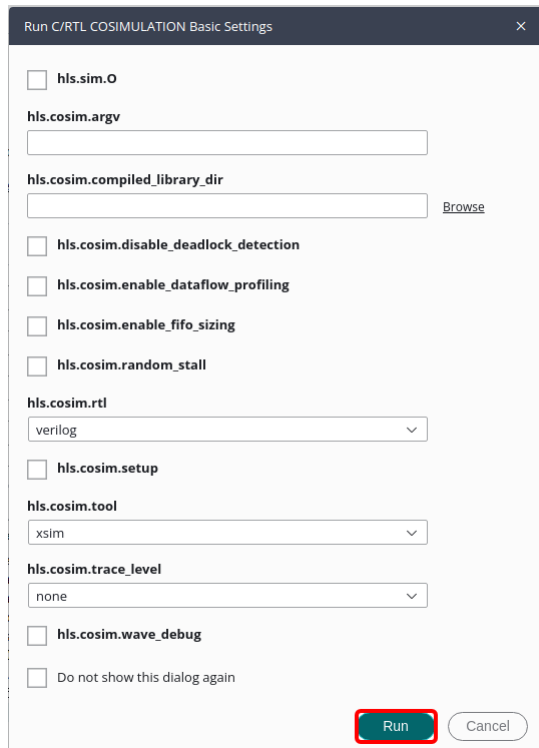 Run C/RTL COSIMULATION Basic Settings ×
hls.sim.O
hls.cosim.argv
hls.cosim.compiled_library_dir
Browse
hls.cosim.disable_deadlock_detection
hls.cosim.enable_dataflow_profiling
hls.cosim.enable_fifo_sizing
hls.cosim.random_stall
hls.cosim.rtl
verilog
hls.cosim.setup
hls.cosim.tool
xsim
hls.cosim.trace_level
none
hls.cosim.wave_debug
Do not show this dialog again
Run Cancel